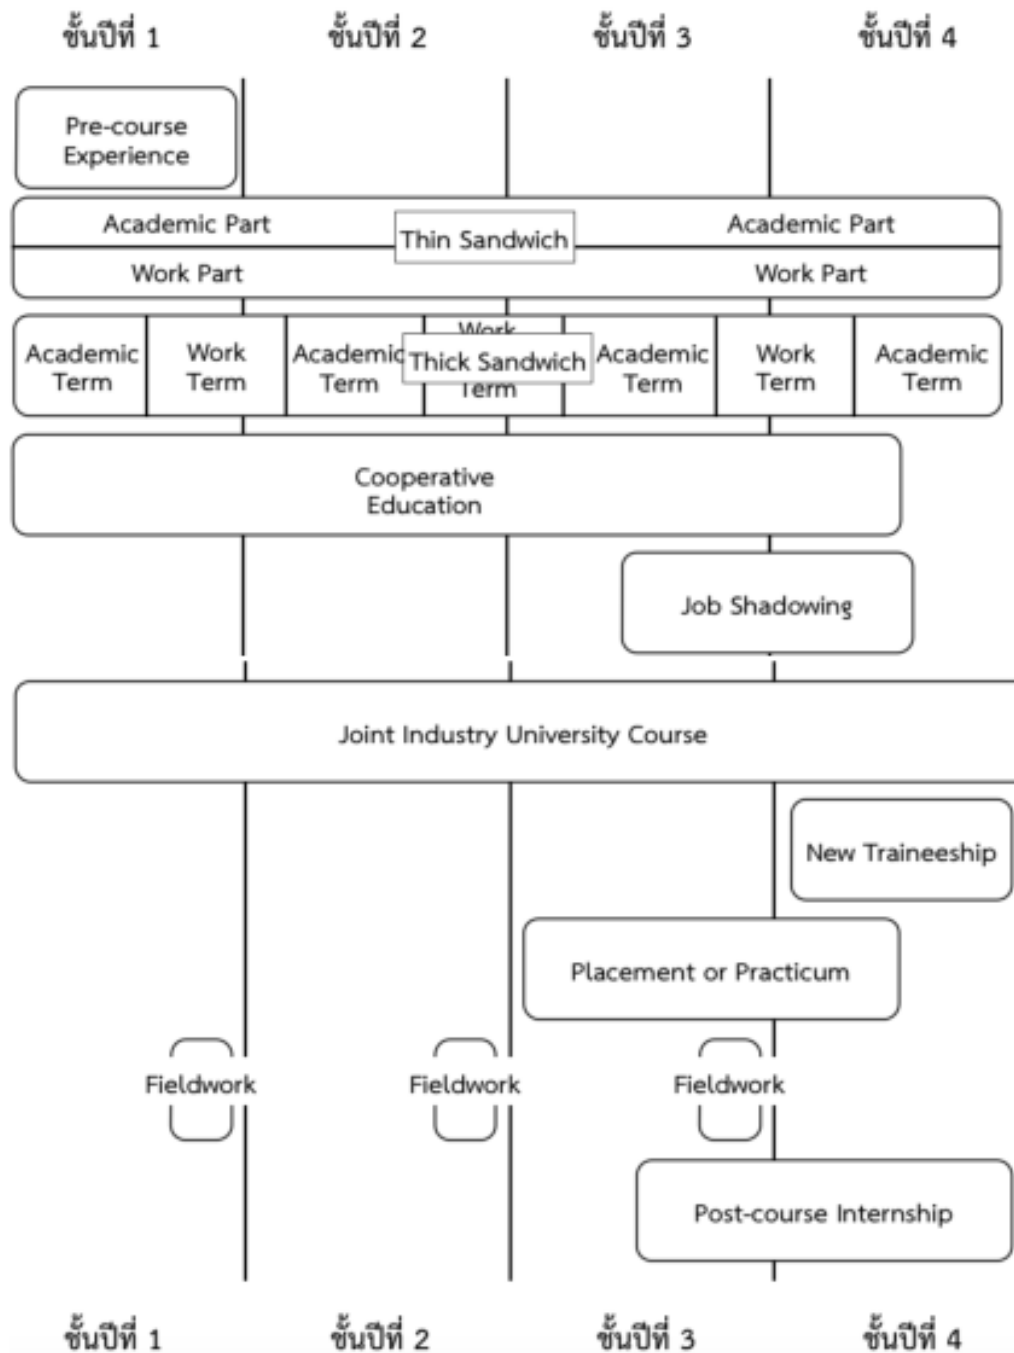 ชั้นปีที่ 1 ชั้นปีที่ 2 ชั้นปีที่ 3 ชั้นปีที่ 4
Pre-course
Experience
Academic Part
Thin Sandwich
Academic Part
Work Part
Work Part
Academic
Term
Work
Term
Academic
Term
Work
Thick Sandwich
Term
Academic
Term
Work
Term
Academic
Term
Cooperative
Education
Job Shadowing
Joint Industry University Course
New Traineeship
Placement or Practicum
Fieldwork Fieldwork Fieldwork
Post-course Internship
ชั้นปีที่ 1 ชั้นปีที่ 2 ชั้นปีที่ 3 ชั้นปีที่ 4